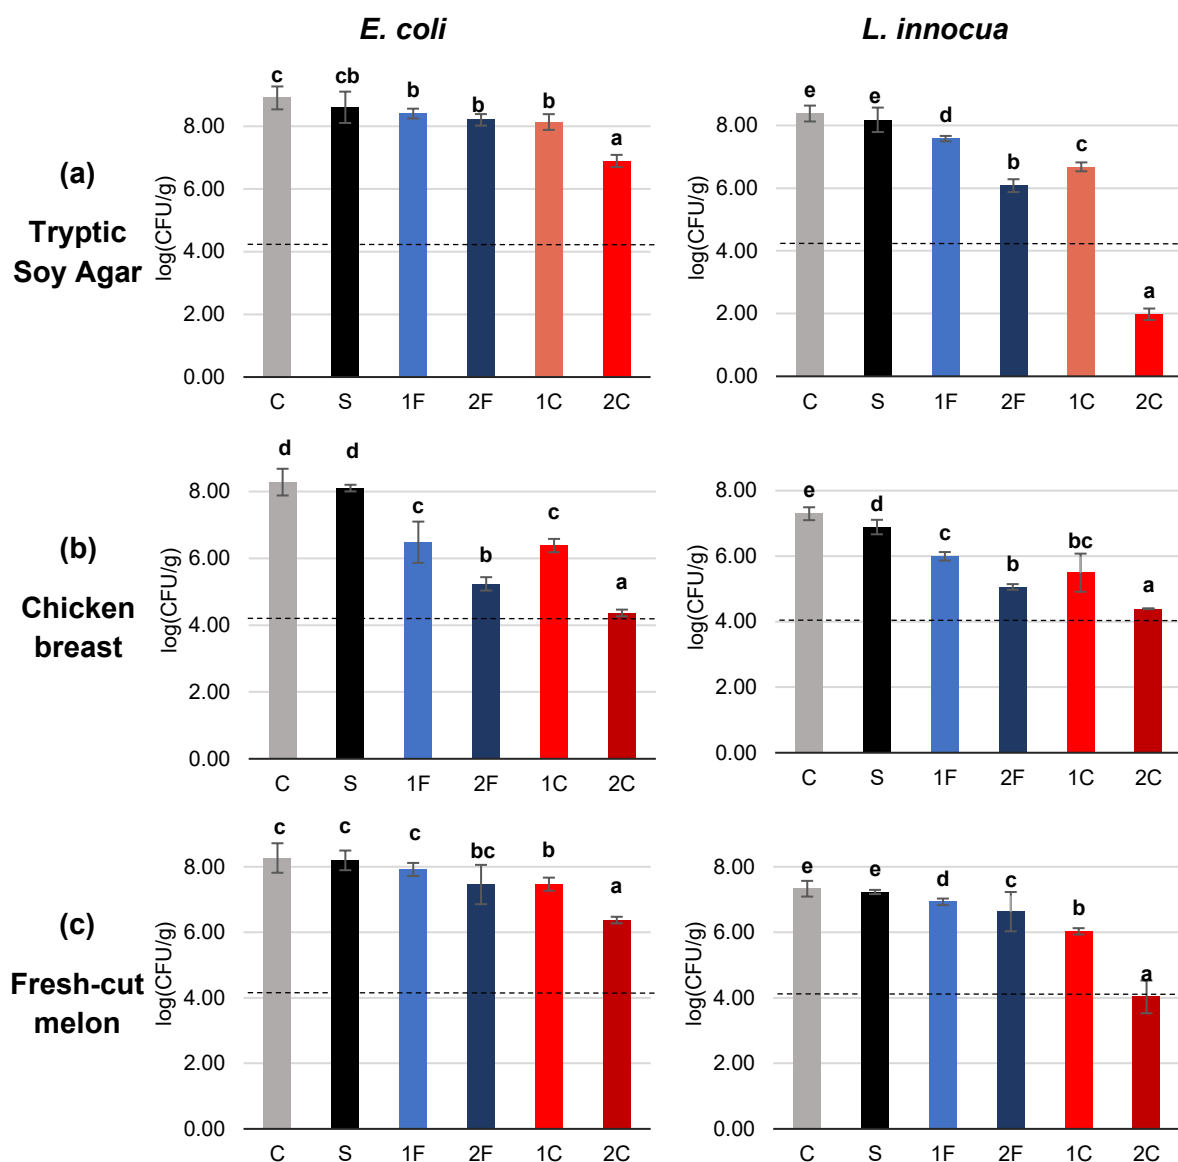 E. coli
L. innocua
(a)
Tryptic
Soy Agar
log(CFU/g)
8.00
6.00
4.00
2.00
0.00
c
cb
b
b
b
a
C
S
1F
2F
1C
2C
log(CFU/g)
8.00
6.00
4.00
2.00
0.00
e
e
d
b
c
a
C
S
1F
2F
1C
2C
(b)
Chicken
breast
log(CFU/g)
8.00
6.00
4.00
2.00
0.00
d
d
c
b
c
a
C
S
1F
2F
1C
2C
log(CFU/g)
8.00
6.00
4.00
2.00
0.00
e
d
c
b
bc
a
C
S
1F
2F
1C
2C
(c)
Fresh-cut
melon
log(CFU/g)
8.00
6.00
4.00
2.00
0.00
c
c
c
bc
b
a
C
S
1F
2F
1C
2C
log(CFU/g)
8.00
6.00
4.00
2.00
0.00
e
e
d
c
b
a
C
S
1F
2F
1C
2C